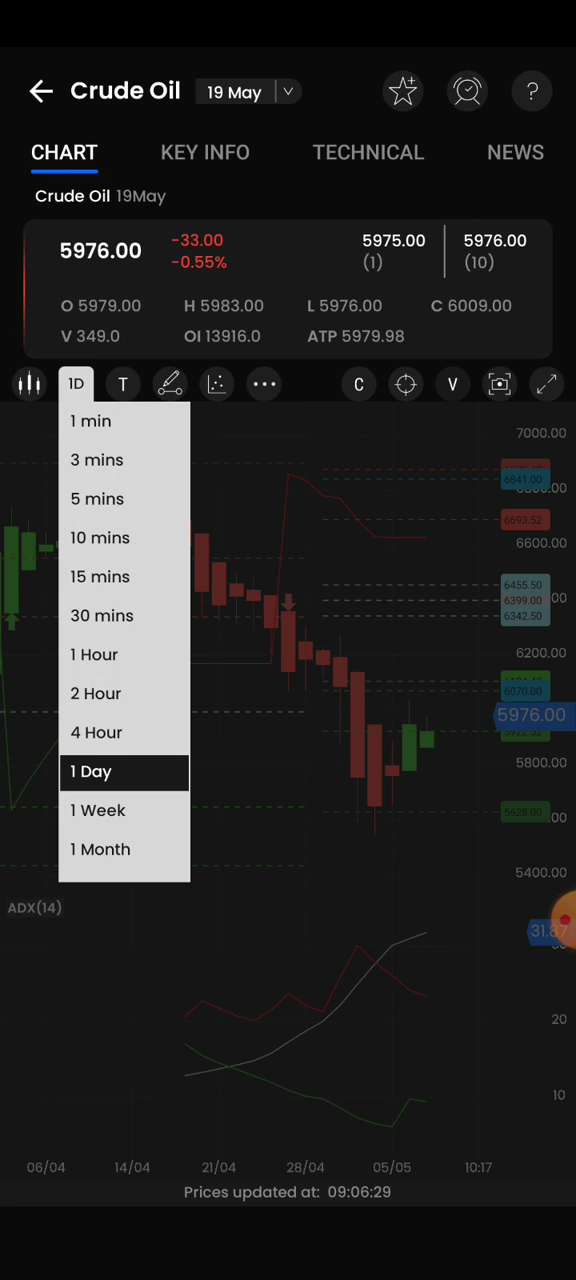 Crude Oil 19 May
CHART KEY INFO TECHNICAL NEWS
Crude Oil 19May
5976.00 -33.00 5975.00 5976.00
-0.55% (1) (10)
O 5979.00 H 5983.00 L 5976.00 C 6009.00
V 349.0 OI 13916.0 ATP 5979.98
1D T C V
1 min
3 mins
5 mins
10 mins
15 mins
30 mins
1 Hour
2 Hour
4 Hour
1 Day
1 Week
1 Month
7000.00
6841.00
6693.52
6600.00
6455.50
6399.00
6342.50
6200.00
6070.00
5976.00
5800.00
5628.00
5400.00
ADX(14)
31.87
20
10
06/04 14/04 21/04 28/04 05/05 10:17
Prices updated at: 09:06:29